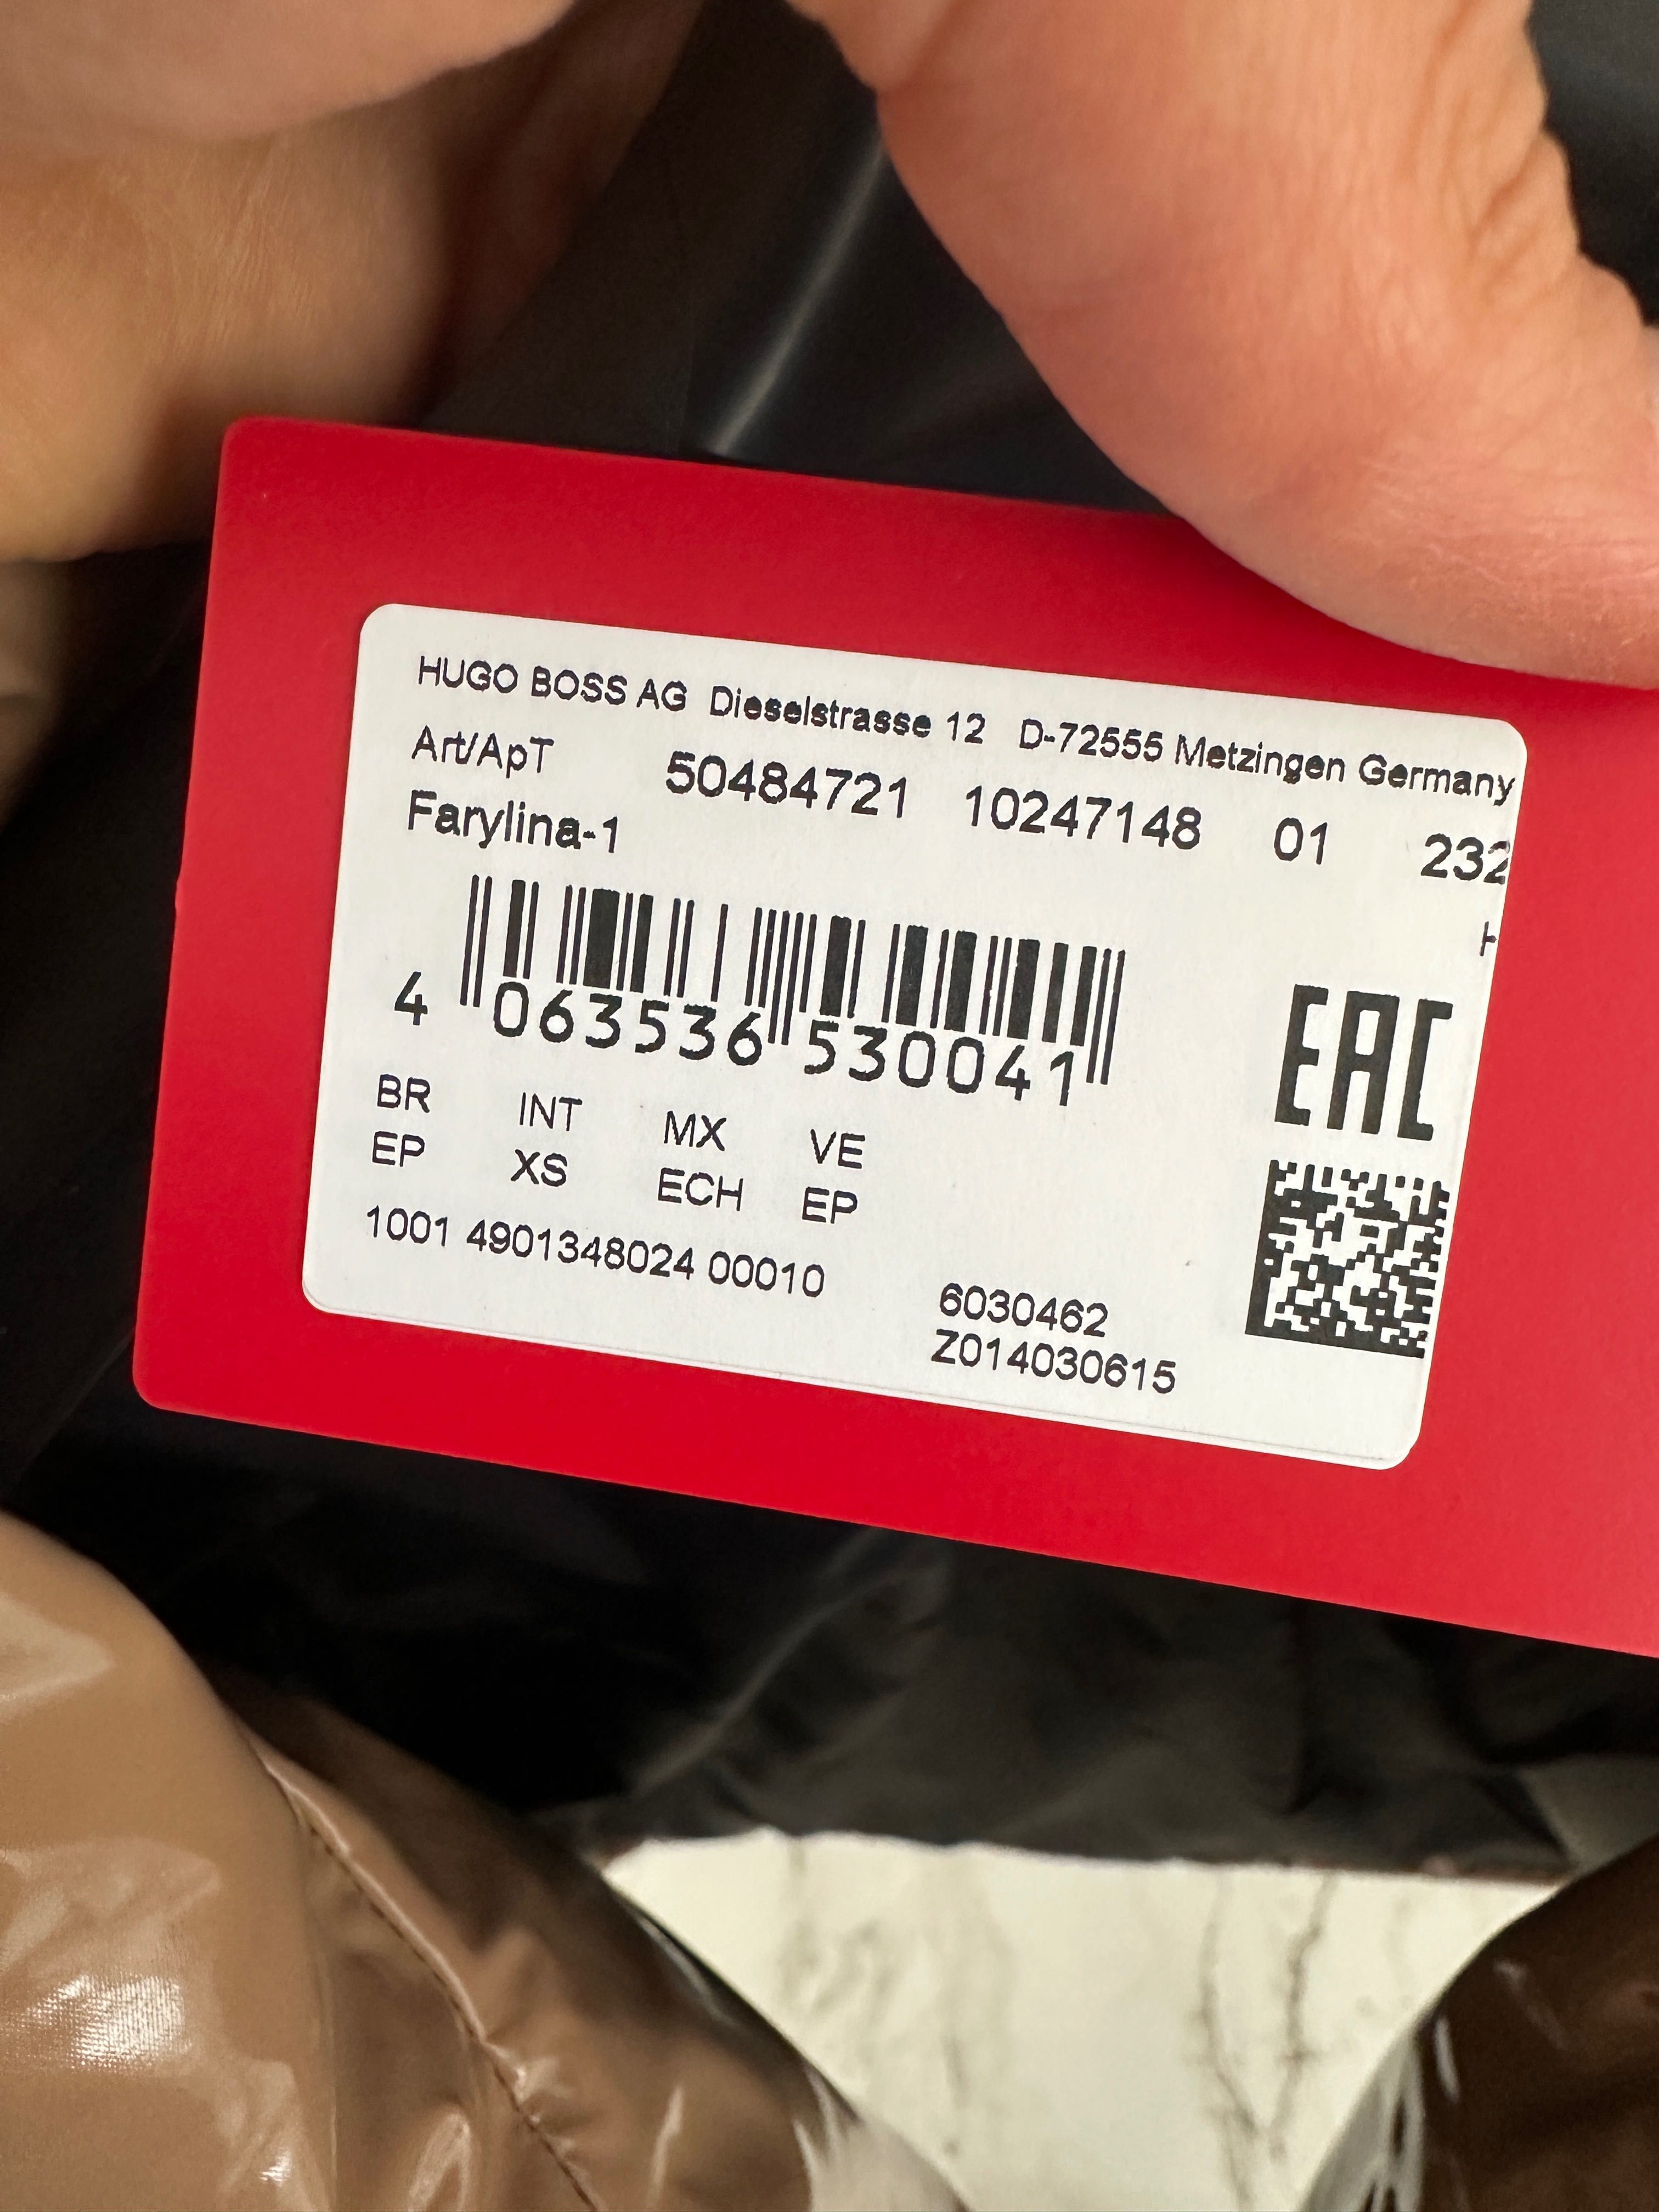 HUGO BOSS AG Dieselstrasse 12 D-72555 Metzingen Germany
Art/ApT 50484721 10247148 01 232
Farylina-1
H
4 063536 530041
EAC
BR INT MX VE
EP XS ECH EP
1001 4901348024 00010
6030462
Z014030615